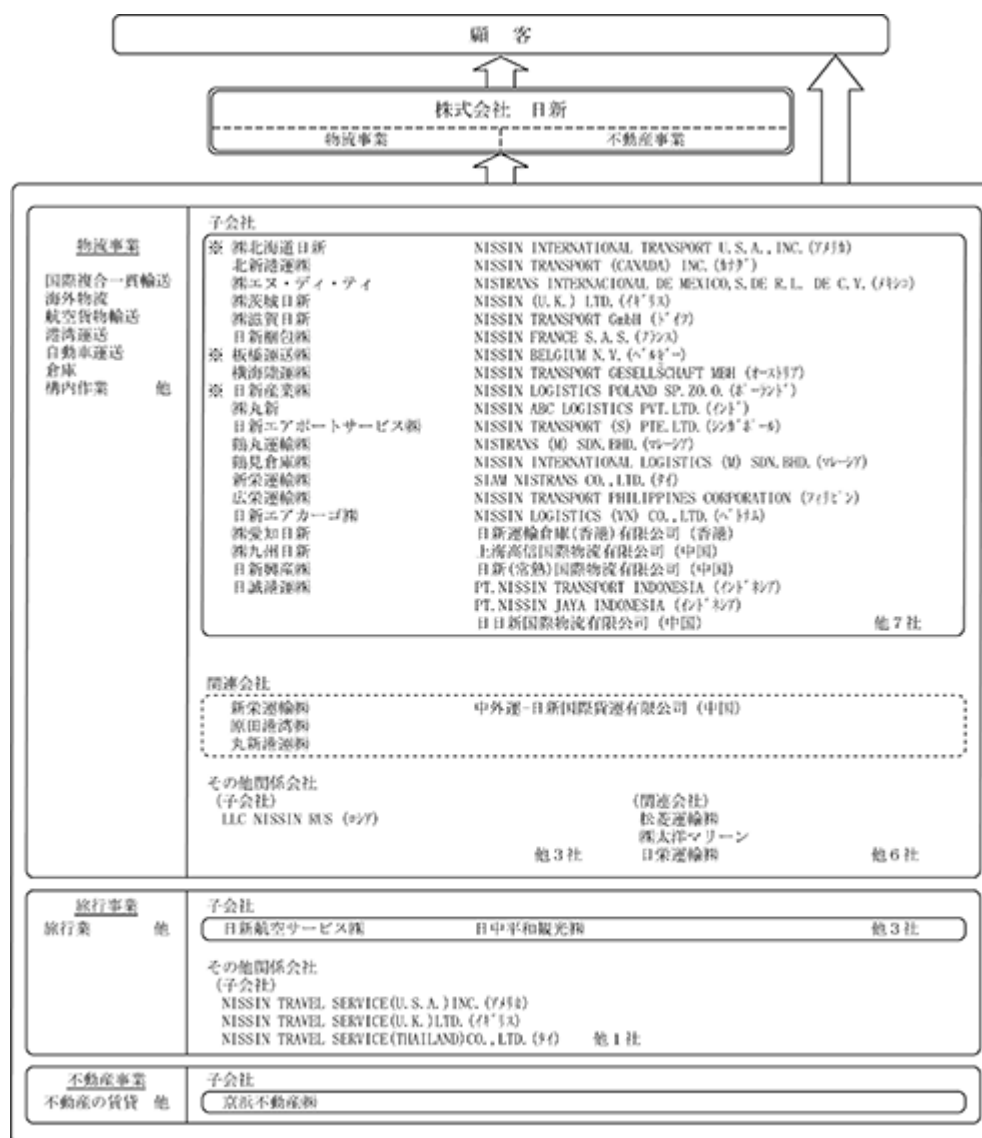 顧 客
株式会社 日新
物流事業 不動産事業
物流事業
国際複合一貫輸送
海外物流
航空貨物輸送
港湾運送
自動車運送
倉庫
構内作業 他
子会社
※ ㈱北海道日新 NISSIN INTERNATIONAL TRANSPORT U.S.A.,INC.(ｱﾒﾘｶ)
北新港運㈱ NISSIN TRANSPORT (CANADA) INC.(ｶﾅﾀﾞ)
㈱エヌ・ディ・ティ NISTRANS INTERNACIONAL DE MEXICO,S.DE R.L. DE C.V.(ﾒｷｼｺ)
㈱茨城日新 NISSIN (U.K.) LTD.(ｲｷﾞﾘｽ)
㈱滋賀日新 NISSIN TRANSPORT GmbH (ﾄﾞｲﾂ)
日新梱包㈱ NISSIN FRANCE S.A.S.(ﾌﾗﾝｽ)
※ 板橋運送㈱ NISSIN BELGIUM N.V.(ﾍﾞﾙｷﾞｰ)
横海陸運㈱ NISSIN TRANSPORT GESELLSCHAFT MBH (ｵｰｽﾄﾘｱ)
※ 日新産業㈱ NISSIN LOGISTICS POLAND SP.ZO.O.(ﾎﾟｰﾗﾝﾄﾞ)
㈱丸新 NISSIN ABC LOGISTICS PVT.LTD.(ｲﾝﾄﾞ)
日新エアポートサービス㈱ NISSIN TRANSPORT (S) PTE.LTD.(ｼﾝｶﾞﾎﾟｰﾙ)
鶴丸運輸㈱ NISTRANS (M) SDN.BHD.(ﾏﾚｰｼｱ)
鶴見倉庫㈱ NISSIN INTERNATIONAL LOGISTICS (M) SDN.BHD.(ﾏﾚｰｼｱ)
新栄運輸㈱ SIAM NISTRANS CO.,LTD.(ﾀｲ)
広栄運輸㈱ NISSIN TRANSPORT PHILIPPINES CORPORATION (ﾌｨﾘﾋﾟﾝ)
日新エアカーゴ㈱ NISSIN LOGISTICS (VN) CO.,LTD.(ﾍﾞﾄﾅﾑ)
㈱愛知日新 日新運輸倉庫(香港)有限公司 (香港)
㈱九州日新 上海高信国際物流有限公司 (中国)
日新興産㈱ 日新(常熟)国際物流有限公司 (中国)
日誠港運㈱ PT.NISSIN TRANSPORT INDONESIA (ｲﾝﾄﾞﾈｼｱ)
PT.NISSIN JAYA INDONESIA (ｲﾝﾄﾞﾈｼｱ)
日日新国際物流有限公司 (中国) 他7社
関連会社
新栄運輸㈱ 中外運-日新国際貨運有限公司 (中国)
原田港湾㈱
丸新港運㈱
その他関係会社
(子会社) (関連会社)
LLC NISSIN RUS (ﾛｼｱ) 松菱運輸㈱
㈱太洋マリーン
他3社 日栄運輸㈱ 他6社
旅行事業
旅行業 他
子会社
日新航空サービス㈱ 日中平和観光㈱ 他3社
その他関係会社
(子会社)
NISSIN TRAVEL SERVICE(U.S.A.)INC.(ｱﾒﾘｶ)
NISSIN TRAVEL SERVICE(U.K.)LTD.(ｲｷﾞﾘｽ)
NISSIN TRAVEL SERVICE(THAILAND)CO.,LTD.(ﾀｲ) 他1社
不動産事業
不動産の賃貸 他
子会社
京浜不動産㈱